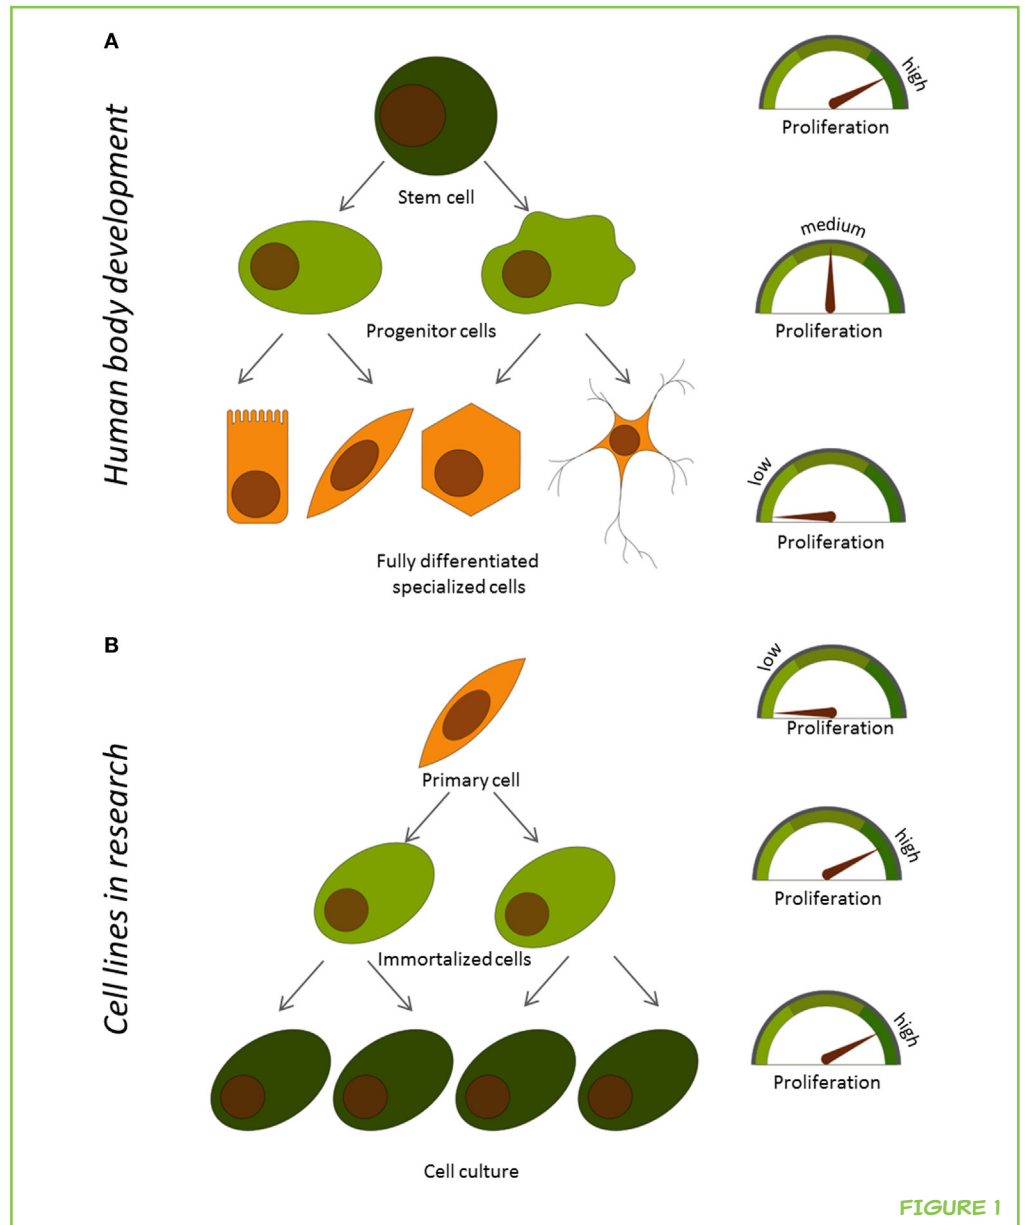 A
Human body development
high
Proliferation
Stem cell
medium
Proliferation
Progenitor cells
low
Proliferation
Fully differentiated
specialized cells
B
Cell lines in research
low
Proliferation
Primary cell
high
Proliferation
Immortalized cells
high
Proliferation
Cell culture
FIGURE 1